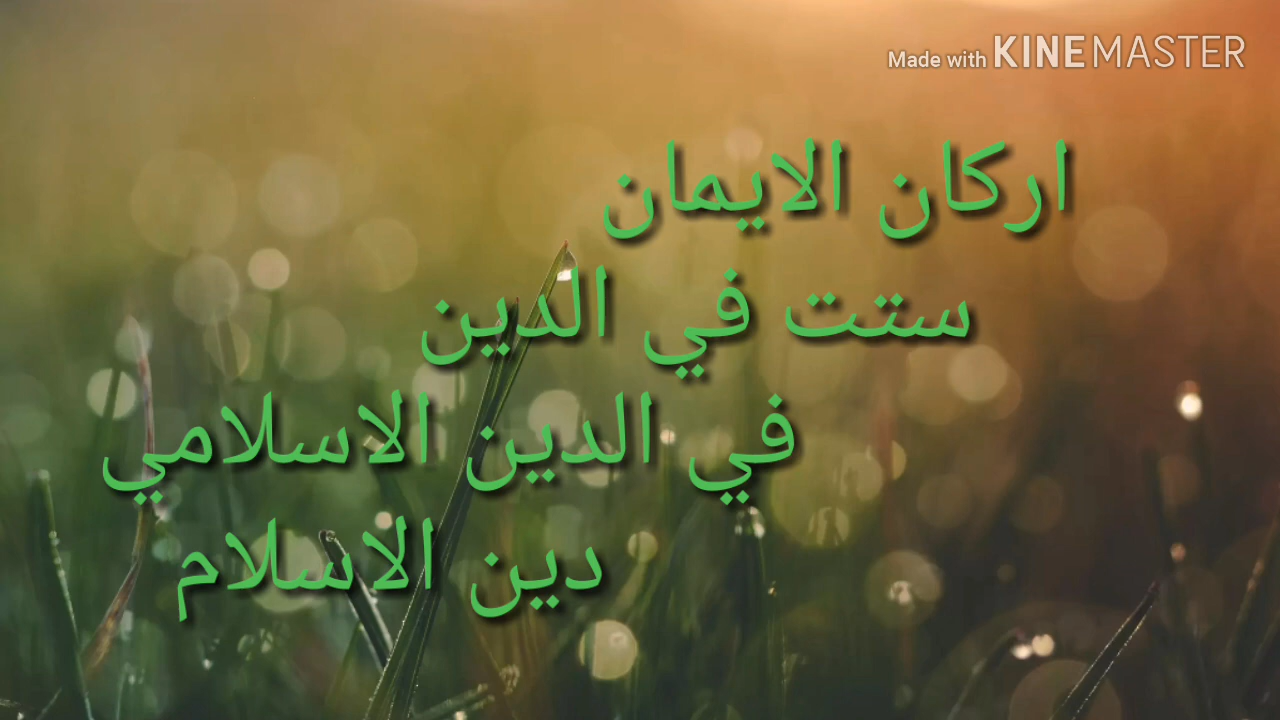 Made with KINEMASTER
اركان الايمان
ستت في الدين
في الدين الاسلامي
دين الاسلام